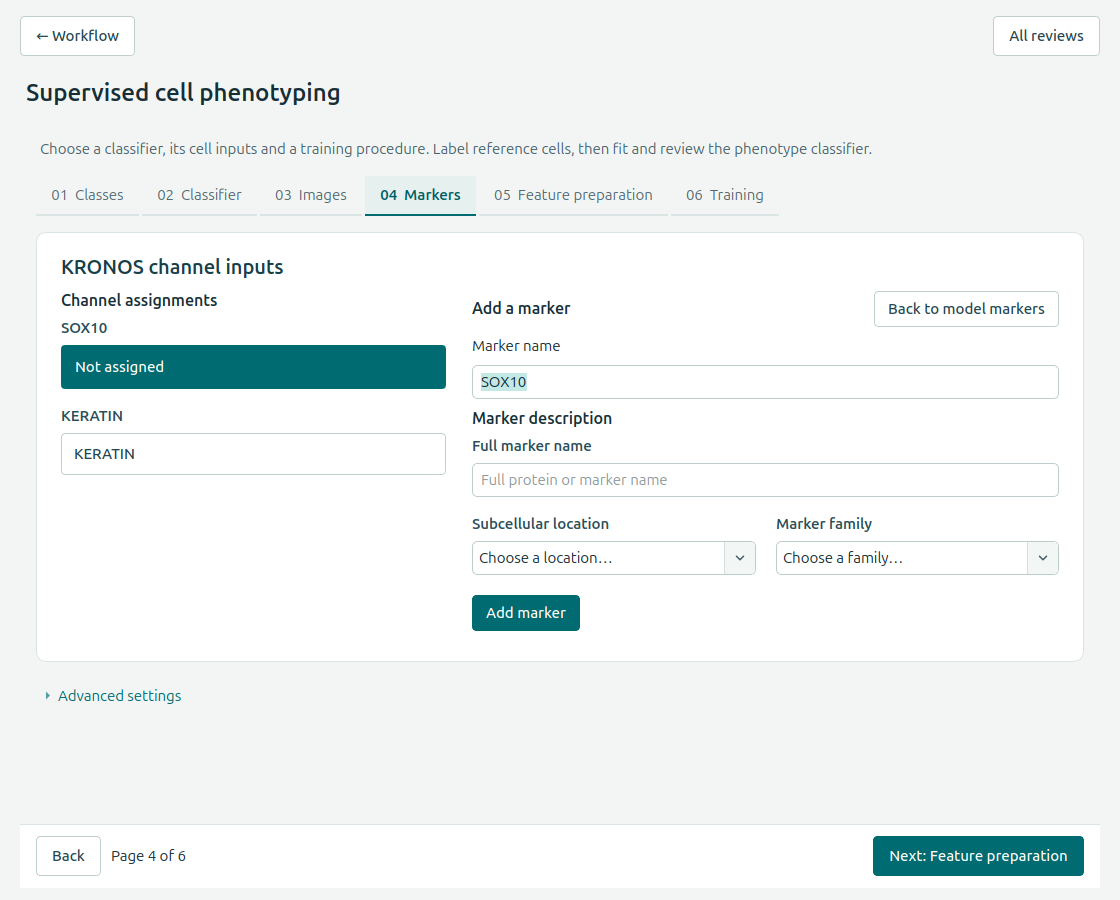 ← Workflow
All reviews
Supervised cell phenotyping
Choose a classifier, its cell inputs and a training procedure. Label reference cells, then fit and review the phenotype classifier.
01 Classes
02 Classifier
03 Images
04 Markers
05 Feature preparation
06 Training
KRONOS channel inputs
Channel assignments
SOX10
Not assigned
KERATIN
KERATIN
Add a marker
Back to model markers
Marker name
SOX10
Marker description
Full marker name
Full protein or marker name
Subcellular location
Marker family
Choose a location…
Choose a family…
Add marker
Advanced settings
Back
Page 4 of 6
Next: Feature preparation